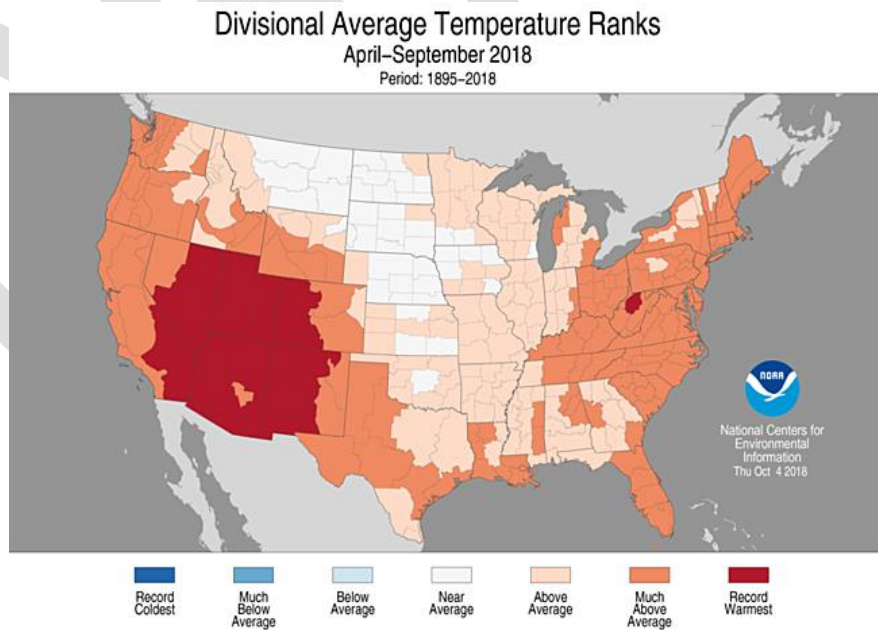 Divisional Average Temperature Ranks
April–September 2018
Period: 1895–2018
NOAA
National Centers for
Environmental
Information
Thu Oct 4 2018
Record
Coldest
Much
Below
Average
Below
Average
Near
Average
Above
Average
Much
Above
Average
Record
Warmest